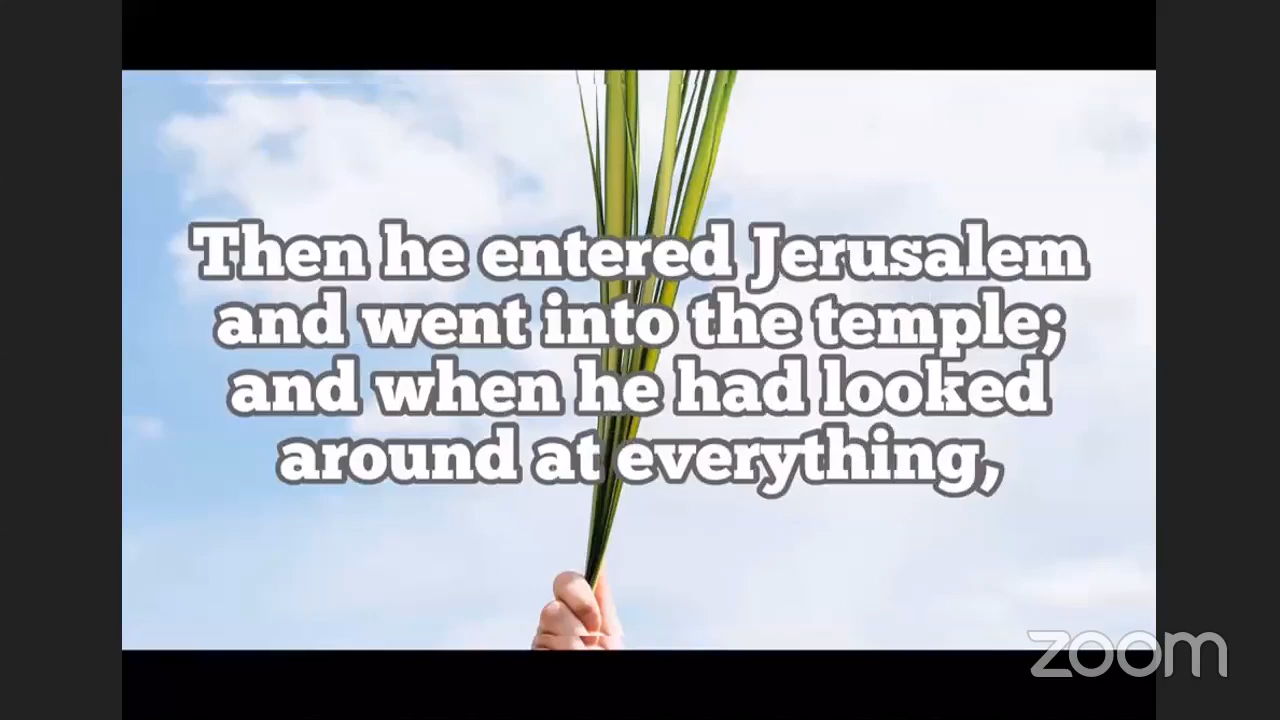 Then he entered Jerusalem
and went into the temple;
and when he had looked
around at everything,
zoom